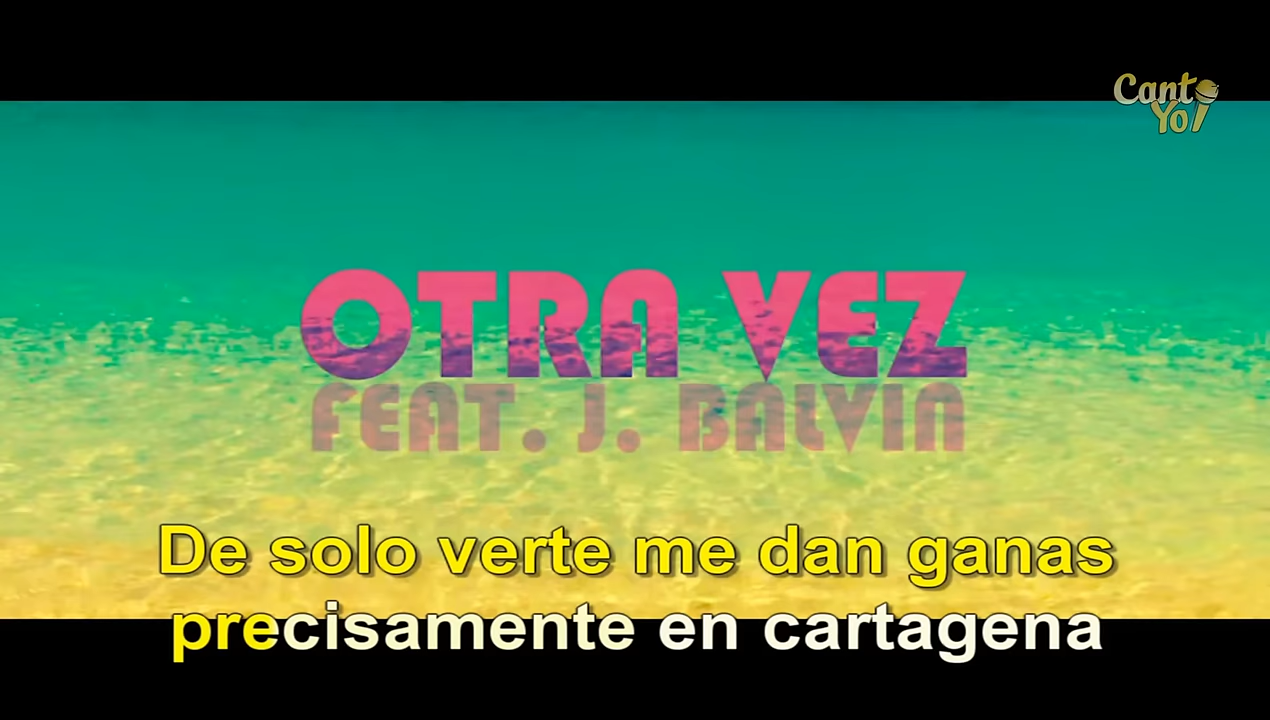 Canto
Yo!
OTRA VEZ
FEAT. J. BALVIN
De solo verte me dan ganas
precisamente en cartagena